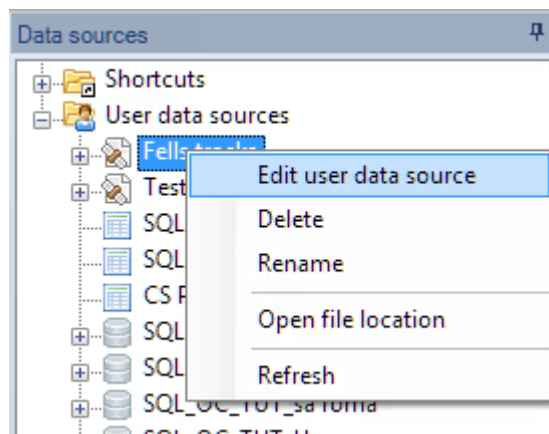 Data sources
Shortcuts
User data sources
Fells tracks
Edit user data source
Test
Delete
SQL
SQL
Rename
CS
Open file location
SQL
SQL
Refresh
SQL_OC_TUT_sa